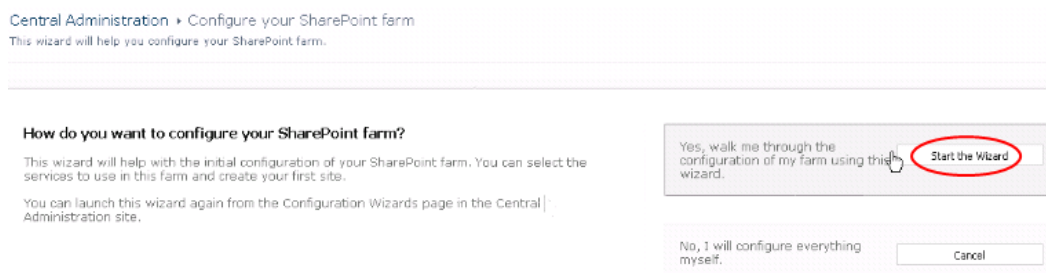 Central Administration ▸ Configure your SharePoint farm
This wizard will help you configure your SharePoint farm.
How do you want to configure your SharePoint farm?
This wizard will help with the initial configuration of your SharePoint farm. You can select the
services to use in this farm and create your first site.
You can launch this wizard again from the Configuration Wizards page in the Central
Administration site.
Yes, walk me through the
configuration of my farm using this
wizard.
Start the Wizard
No, I will configure everything
myself.
Cancel